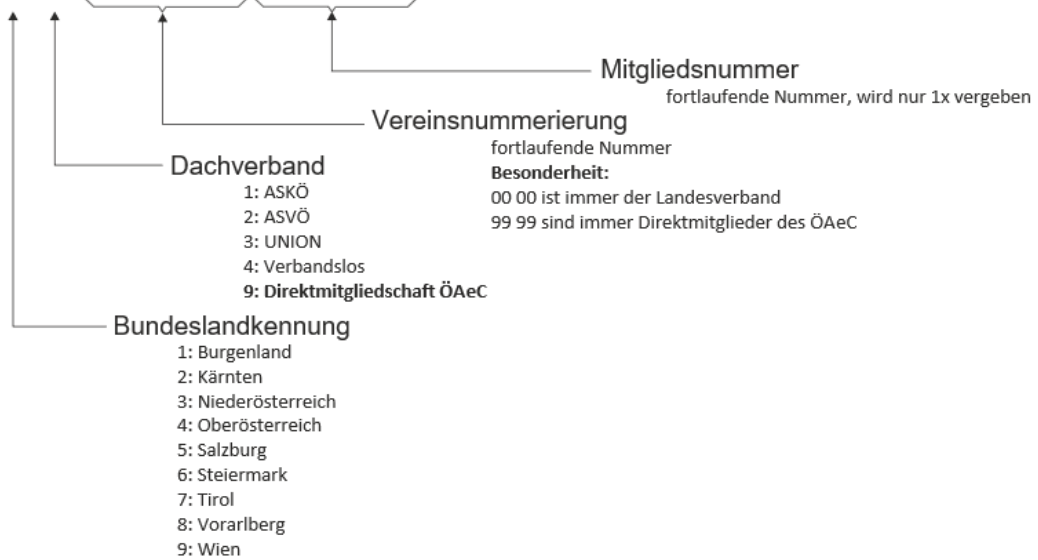 Mitgliedsnummer
fortlaufende Nummer, wird nur 1x vergeben
Vereinsnummerierung
fortlaufende Nummer
Besonderheit:
00 00 ist immer der Landesverband
99 99 sind immer Direktmitglieder des ÖAeC
Dachverband
1: ASKÖ
2: ASVÖ
3: UNION
4: Verbandslos
9: Direktmitgliedschaft ÖAeC
Bundeslandkennung
1: Burgenland
2: Kärnten
3: Niederösterreich
4: Oberösterreich
5: Salzburg
6: Steiermark
7: Tirol
8: Vorarlberg
9: Wien